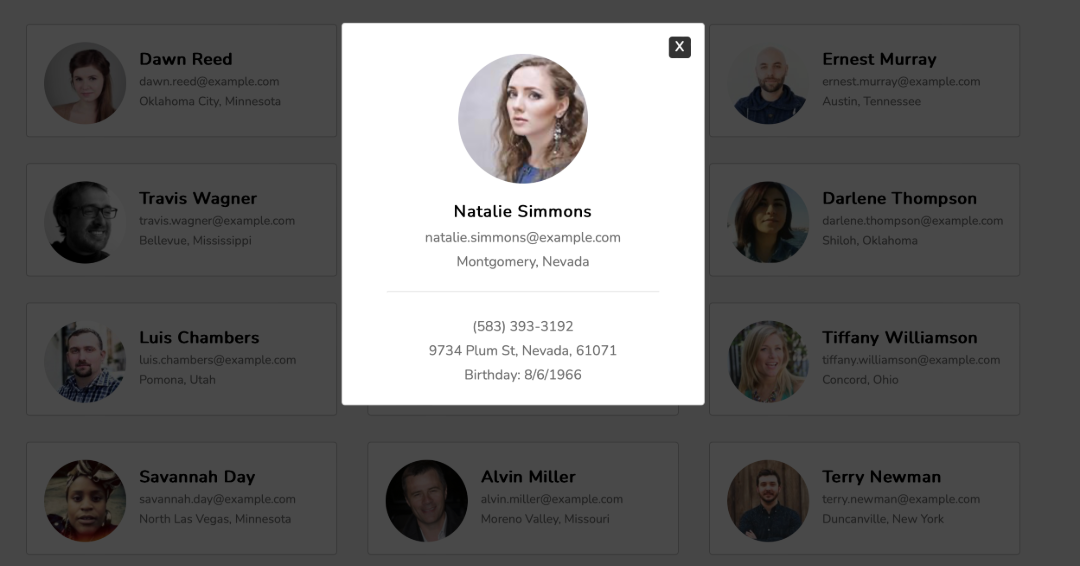 Dawn Reed
dawn.reed@example.com
Oklahoma City, Minnesota
X
Natalie Simmons
natalie.simmons@example.com
Montgomery, Nevada
(583) 393-3192
9734 Plum St, Nevada, 61071
Birthday: 8/6/1966
Ernest Murray
ernest.murray@example.com
Austin, Tennessee
Travis Wagner
travis.wagner@example.com
Bellevue, Mississippi
Darlene Thompson
darlene.thompson@example.com
Shiloh, Oklahoma
Luis Chambers
luis.chambers@example.com
Pomona, Utah
Tiffany Williamson
tiffany.williamson@example.com
Concord, Ohio
Savannah Day
savannah.day@example.com
North Las Vegas, Minnesota
Alvin Miller
alvin.miller@example.com
Moreno Valley, Missouri
Terry Newman
terry.newman@example.com
Duncanville, New York